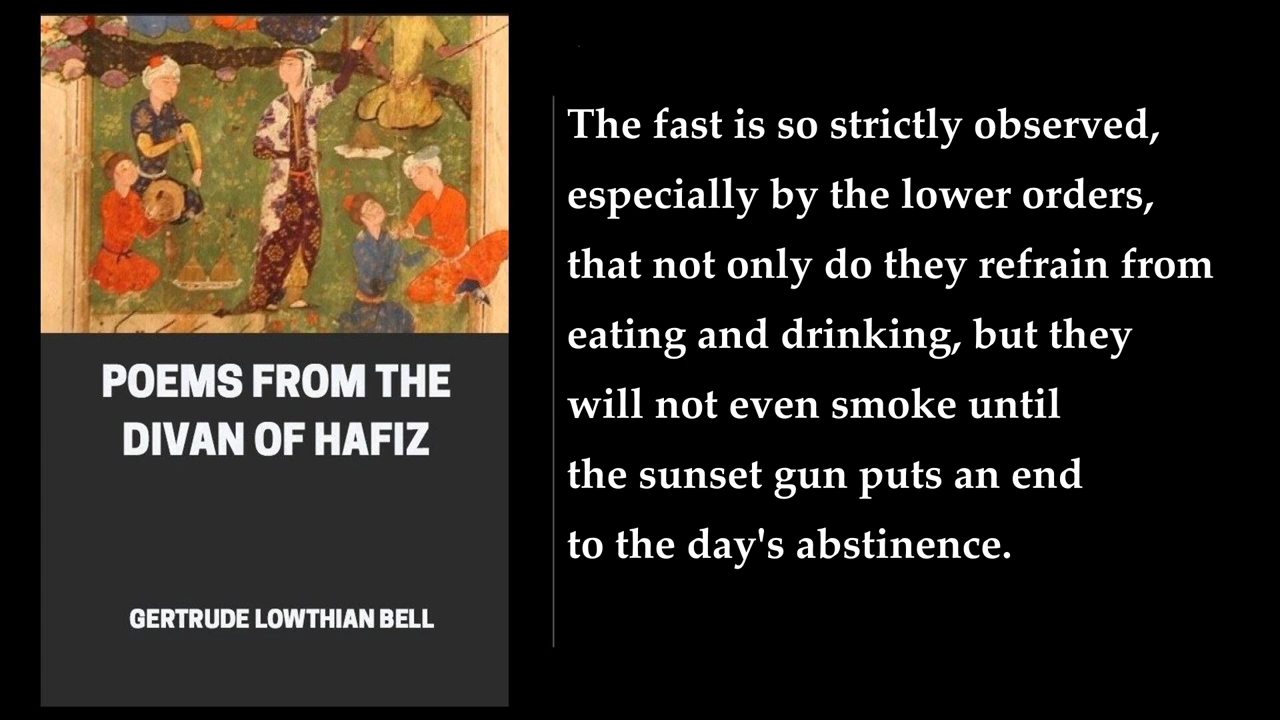 POEMS FROM THE
DIVAN OF HAFIZ
GERTRUDE LOWTHIAN BELL
The fast is so strictly observed,
especially by the lower orders,
that not only do they refrain from
eating and drinking, but they
will not even smoke until
the sunset gun puts an end
to the day's abstinence.